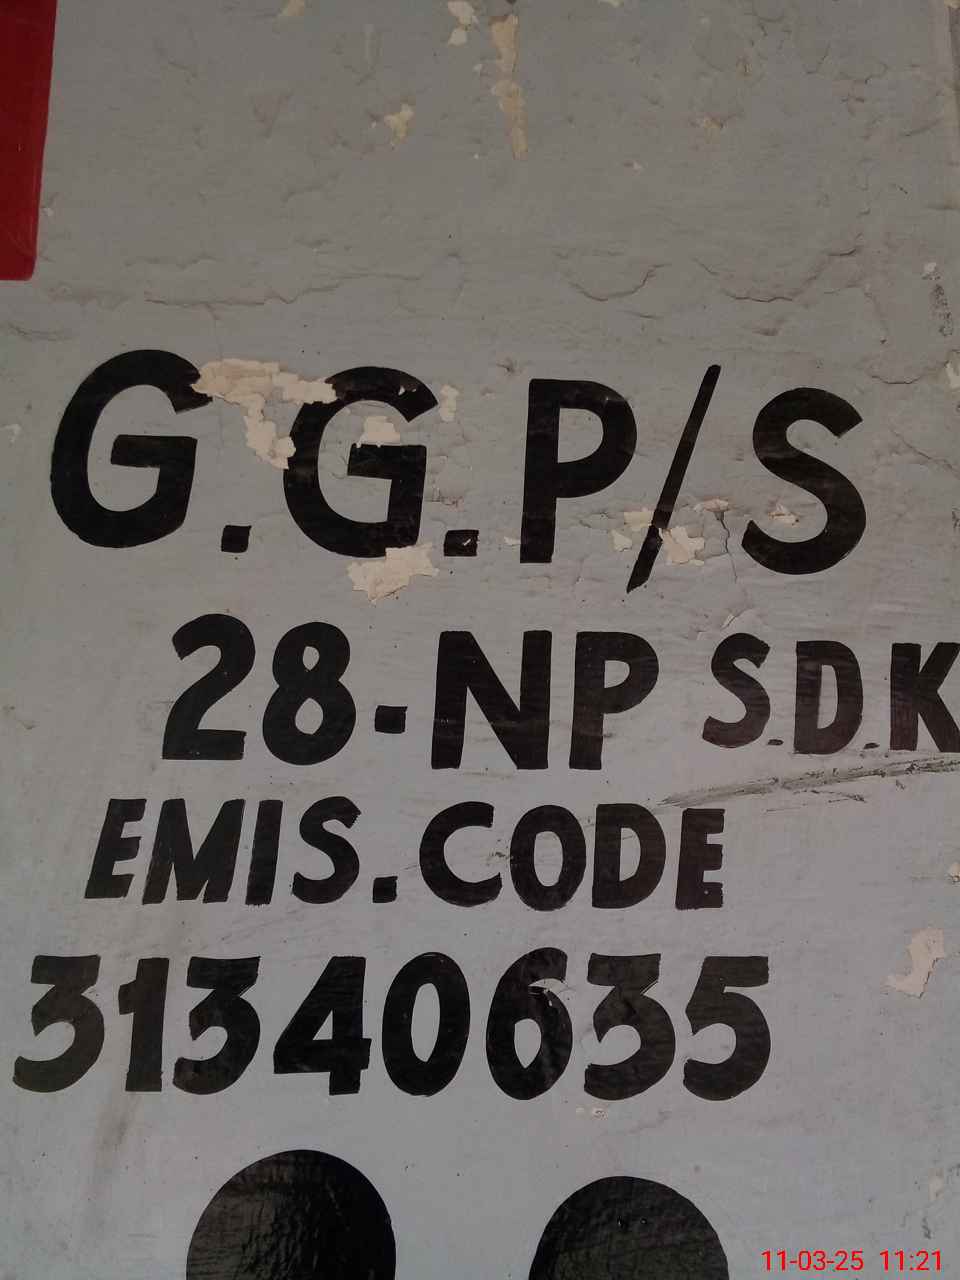 G.G.P/S
28-NP S.D.K
EMIS.CODE
31340635
11-03-25 11:21